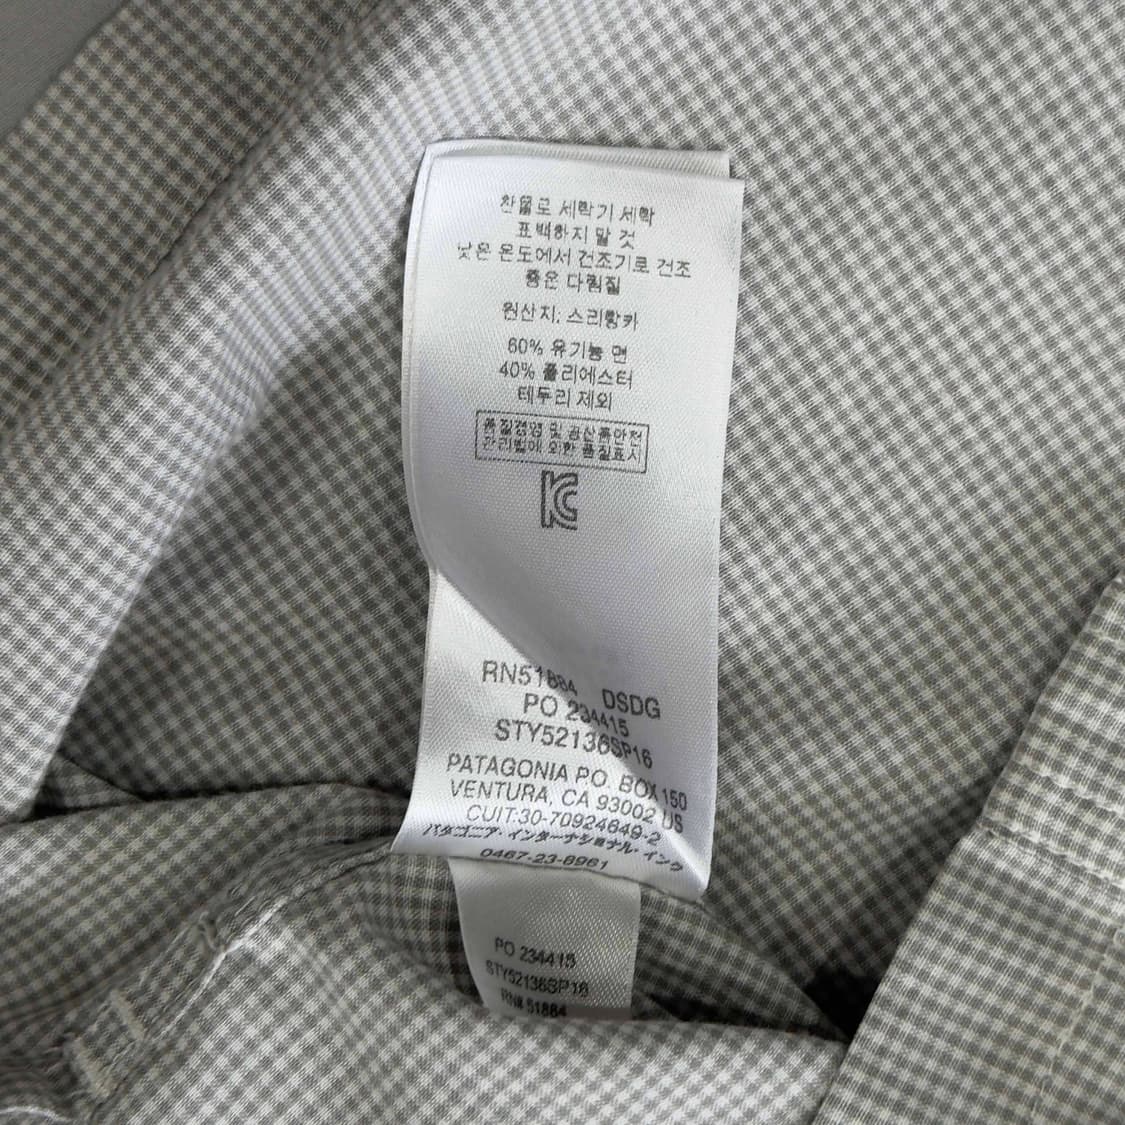 찬물로 세탁기 세탁
표백하지 말 것
낮은 온도에서 건조기로 건조
중온 다림질
원산지: 스리랑카
60% 유기농 면
40% 폴리에스터
테두리 제외
품질경영 및 공산품안전
관리법에 의한 품질표시
KC
RN51884 DSDG
PO 234415
STY52136SP16
PATAGONIA P.O. BOX 150
VENTURA, CA 93002 US
CUIT:30-70924849-2
パタゴニア・インターナショナル・インク
0467-23-8961
PO 234415
STY52136SP16
RN# 51884